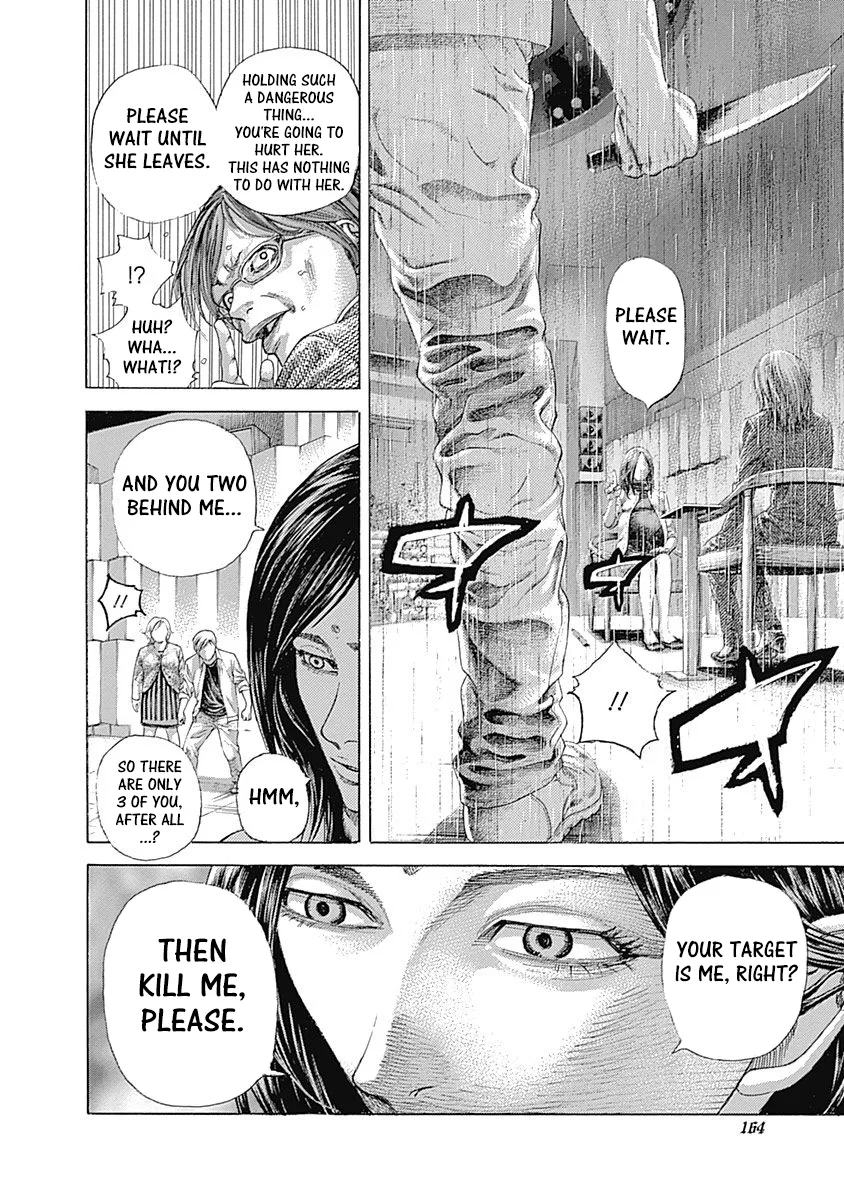 PLEASE
WAIT.
!!
HOLDING SUCH
A DANGEROUS
THING...
YOU'RE GOING TO
HURT HER.
THIS HAS NOTHING
TO DO WITH HER.
PLEASE
WAIT UNTIL
SHE LEAVES.
!?
HUH?
WHA...
WHAT!?
AND YOU TWO
BEHIND ME...
!!
HMM,
SO THERE
ARE ONLY
3 OF YOU,
AFTER ALL
...?
YOUR TARGET
IS ME, RIGHT?
THEN
KILL ME,
PLEASE.
164